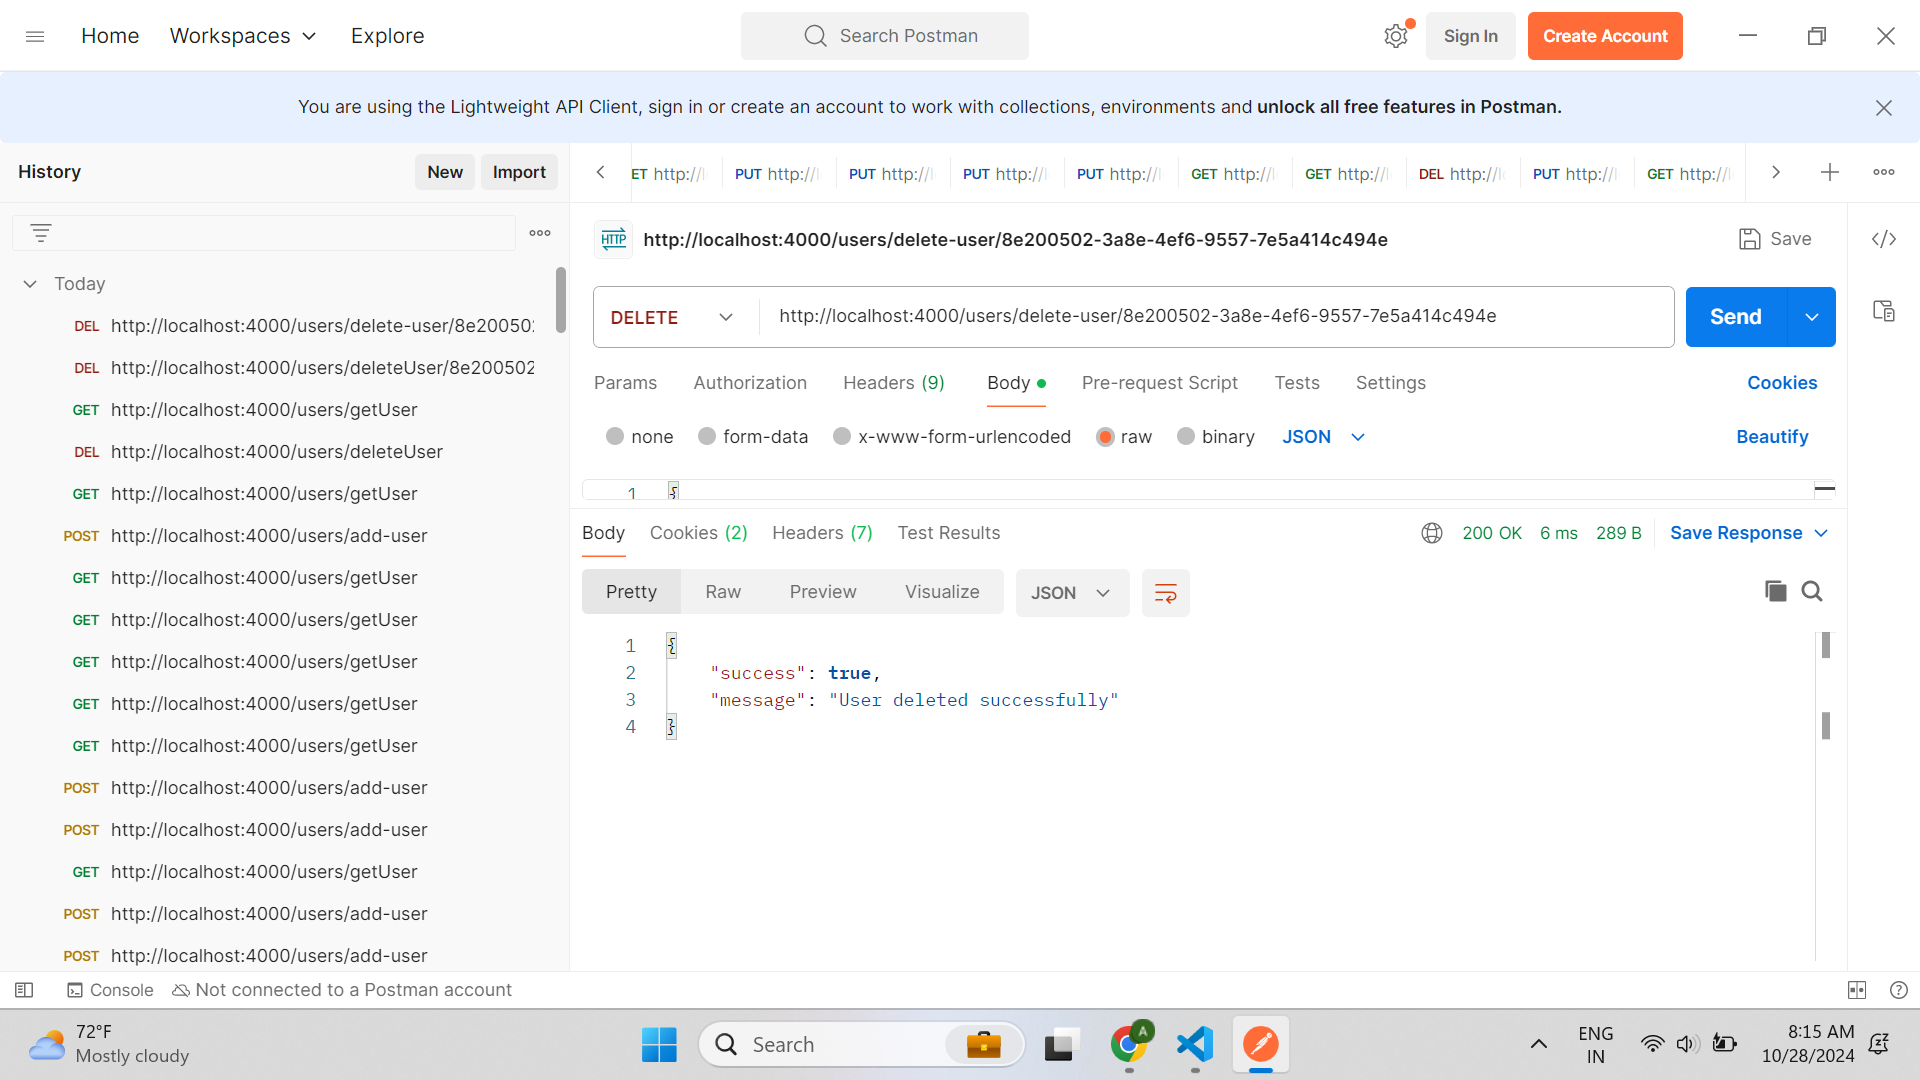 Home Workspaces Explore Search Postman Sign In Create Account
You are using the Lightweight API Client, sign in or create an account to work with collections, environments and unlock all free features in Postman.
History New Import
ET http://l PUT http://l PUT http://l PUT http://l PUT http://l GET http://l GET http://l DEL http://lo PUT http://l GET http://l
HTTP http://localhost:4000/users/delete-user/8e200502-3a8e-4ef6-9557-7e5a414c494e Save
Today
DEL http://localhost:4000/users/delete-user/8e200502
DEL http://localhost:4000/users/deleteUser/8e200502
GET http://localhost:4000/users/getUser
DEL http://localhost:4000/users/deleteUser
GET http://localhost:4000/users/getUser
POST http://localhost:4000/users/add-user
GET http://localhost:4000/users/getUser
GET http://localhost:4000/users/getUser
GET http://localhost:4000/users/getUser
GET http://localhost:4000/users/getUser
GET http://localhost:4000/users/getUser
POST http://localhost:4000/users/add-user
POST http://localhost:4000/users/add-user
GET http://localhost:4000/users/getUser
POST http://localhost:4000/users/add-user
POST http://localhost:4000/users/add-user
DELETE http://localhost:4000/users/delete-user/8e200502-3a8e-4ef6-9557-7e5a414c494e Send
Params Authorization Headers (9) Body Pre-request Script Tests Settings Cookies
none form-data x-www-form-urlencoded raw binary JSON Beautify
1 {
Body Cookies (2) Headers (7) Test Results 200 OK 6 ms 289 B Save Response
Pretty Raw Preview Visualize JSON
1 {
2 "success": true,
3 "message": "User deleted successfully"
4 }
Console Not connected to a Postman account
72°F
Mostly cloudy
Search
A
ENG
IN
8:15 AM
10/28/2024